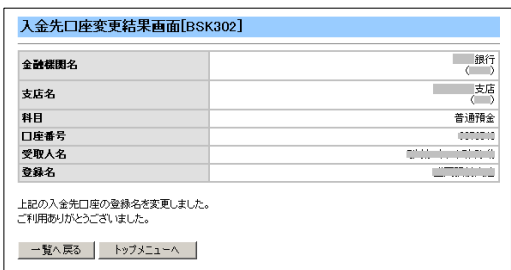 入金先口座変更結果画面[BSK302]
金融機関名
銀行
( )
支店名
支店
( )
科目
普通預金
口座番号
受取人名
登録名
上記の入金先口座の登録名を変更しました。
ご利用ありがとうございました。
一覧へ戻る
トップメニューへ